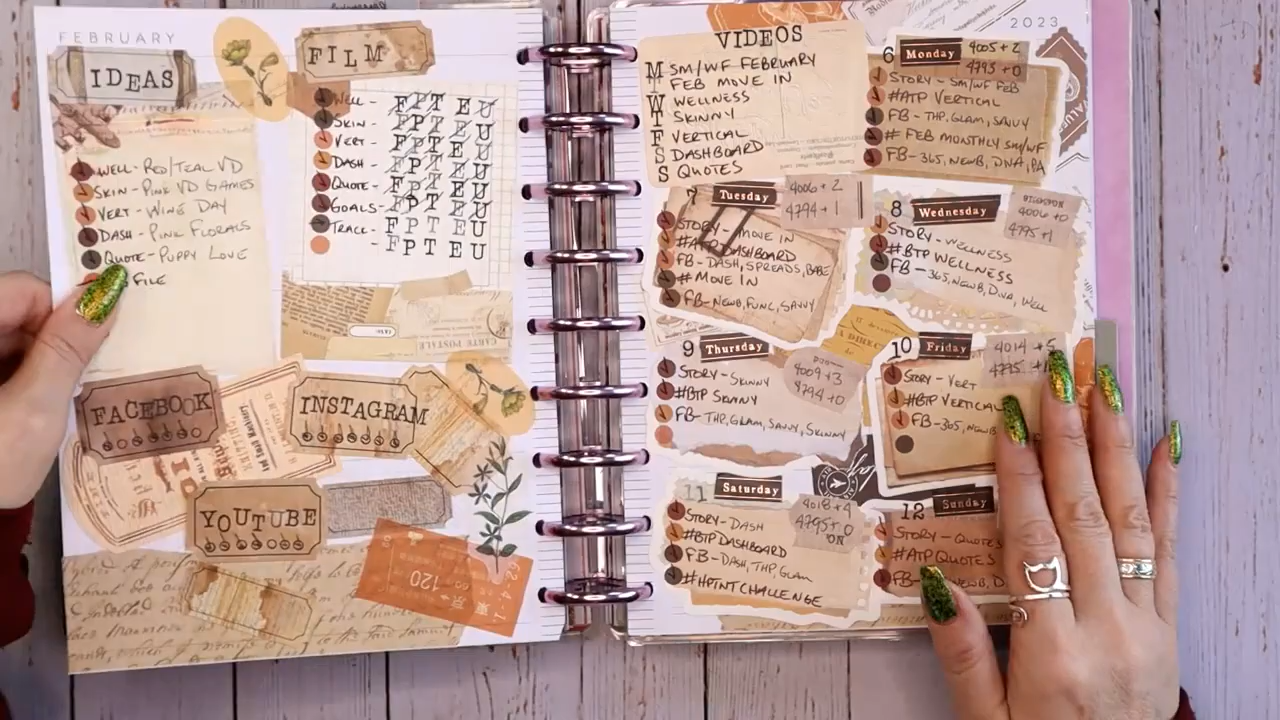 FEBRUARY
IDEAS
WELL - RED/TEAL VD
SKIN - PINK VD GAMES
VERT - WINE DAY
DASH - PINK FLORALS
QUOTE - PUPPY LOVE
FILE
FILM
WELL - F P T E U
SKIN - F P T E U
VERT - F P T E U
DASH - F P T E U
QUOTE - F P T E U
GOALS - F P T E U
TRACE - F P T E U
- F P T E U
CARTE POSTALE
FACEBOOK
INSTAGRAM
YOUTUBE
120
2023
VIDEOS
M SM/WF FEBRUARY
T FEB MOVE IN
W WELLNESS
T SKINNY
F VERTICAL
S DASHBOARD
S QUOTES
6 Monday
4005 + 2
4793 + 0
STORY - SM/WF FEB
#ATP VERTICAL
FB - THP, GLAM, SAVVY
# FEB MONTHLY SM/WF
FB - 365, NEWB, DIVA, PA
7 Tuesday
4006 + 2
4794 + 1
STORY - MOVE IN
#ATP DASHBOARD
FB - DASH, SPREADS, BABE
# MOVE IN
FB - NEWB, FUNC, SAVVY
8 Wednesday
4006 + 0
4795 + 1
STORY - WELLNESS
#BTP WELLNESS
FB - 365, NEWB, DIVA, WELL
9 Thursday
4009 + 3
4794 + 0
STORY - SKINNY
#BTP SKINNY
FB - THP, GLAM, SAVVY, SKINNY
10 Friday
4014 + 5
4795 +
STORY - VERT
#BTP VERTICAL
FB - 365, NEWB
11 Saturday
4018 + 4
4795 + 0
STORY - DASH
#BTP DASHBOARD
FB - DASH, THP, GLAM
#HPINT CHALLENGE
12 Sunday
STORY - QUOTES
#ATP QUOTES
FB - NEWB, D